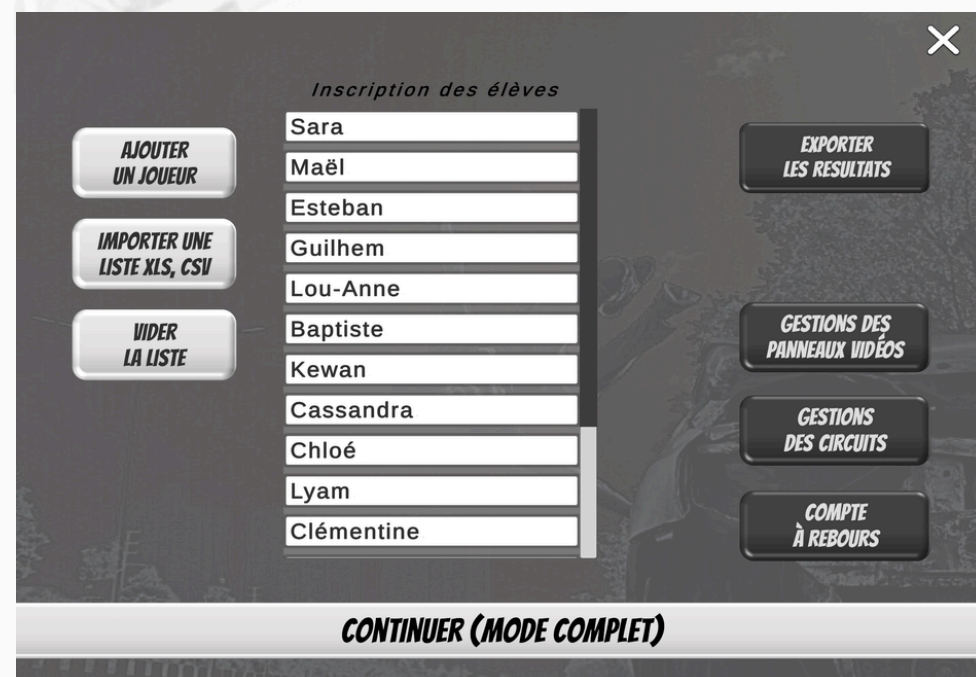 Inscription des élèves
AJOUTER
UN JOUEUR
IMPORTER UNE
LISTE XLS, CSV
VIDER
LA LISTE
Sara
Maël
Esteban
Guilhem
Lou-Anne
Baptiste
Kewan
Cassandra
Chloé
Lyam
Clémentine
EXPORTER
LES RESULTATS
GESTIONS DES
PANNEAUX VIDÉOS
GESTIONS
DES CIRCUITS
COMPTE
À REBOURS
CONTINUER (MODE COMPLET)